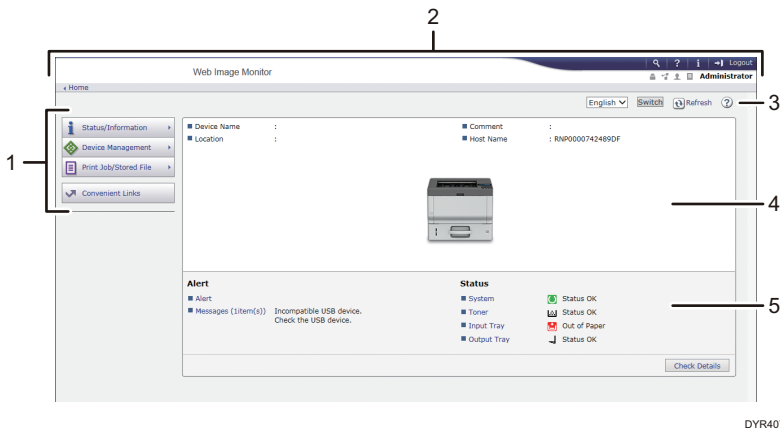 2
Web Image Monitor
? i Logout
Administrator
Home
English Switch Refresh ?
3
1
Status/Information
Device Management
Print Job/Stored File
Convenient Links
Device Name :
Location :
Comment :
Host Name : RNP0000742489DF
4
Alert
Alert
Messages (1item(s)) Incompatible USB device.
Check the USB device.
Status
System Status OK
Toner Status OK
Input Tray Out of Paper
Output Tray Status OK
5
Check Details
DYR40